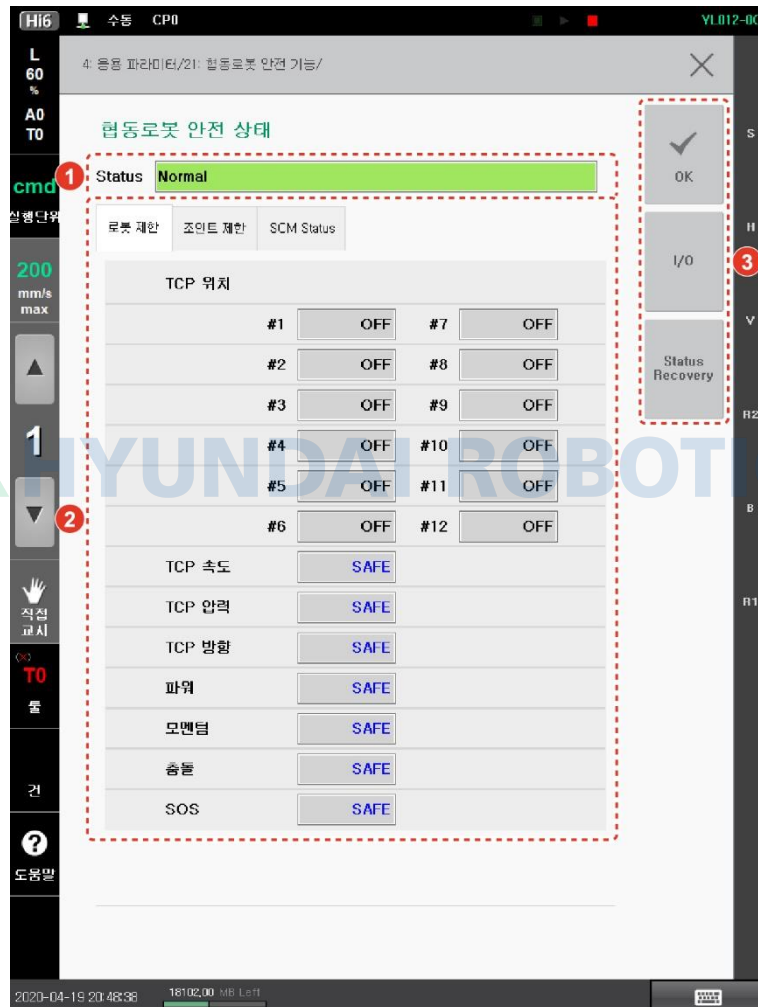 Hi6 수동 CP0 YL012-0
L
60
%
A0
T0
cmd
실행단위
200
mm/s
max
1
직접
교시
(×)
T0
툴
건
도움말
4: 응용 파라미터/21: 협동로봇 안전 기능/
협동로봇 안전 상태
1 Status Normal
로봇 제한 조인트 제한 SCM Status
2
TCP 위치
#1 OFF #7 OFF
#2 OFF #8 OFF
#3 OFF #9 OFF
#4 OFF #10 OFF
#5 OFF #11 OFF
#6 OFF #12 OFF
TCP 속도 SAFE
TCP 압력 SAFE
TCP 방향 SAFE
파워 SAFE
모멘텀 SAFE
충돌 SAFE
SOS SAFE
OK
I/O
3
Status
Recovery
S
H
V
R2
B
R1
HYUNDAI ROBOTI
2020-04-19 20:48:38 18102,00 MB Left